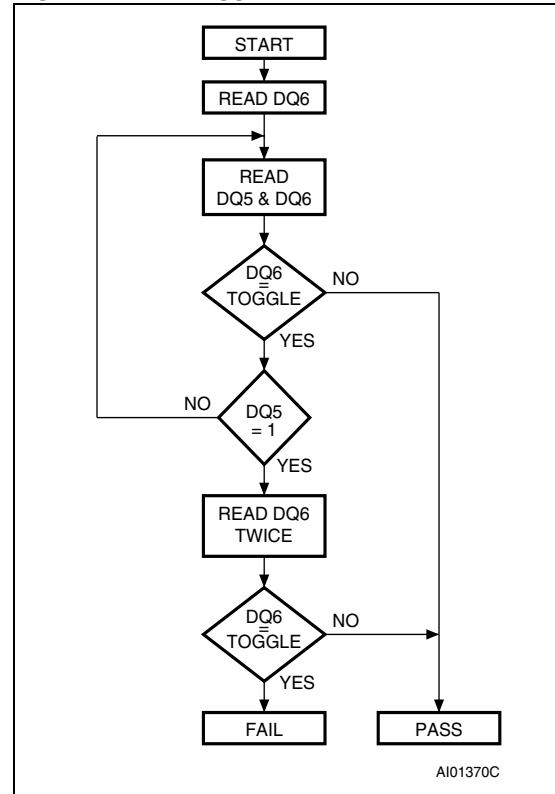 START
READ DQ6
READ
DQ5 & DQ6
DQ6
=
TOGGLE
NO
YES
NO
DQ5
= 1
YES
READ DQ6
TWICE
DQ6
=
TOGGLE
NO
YES
FAIL
PASS
AI01370C